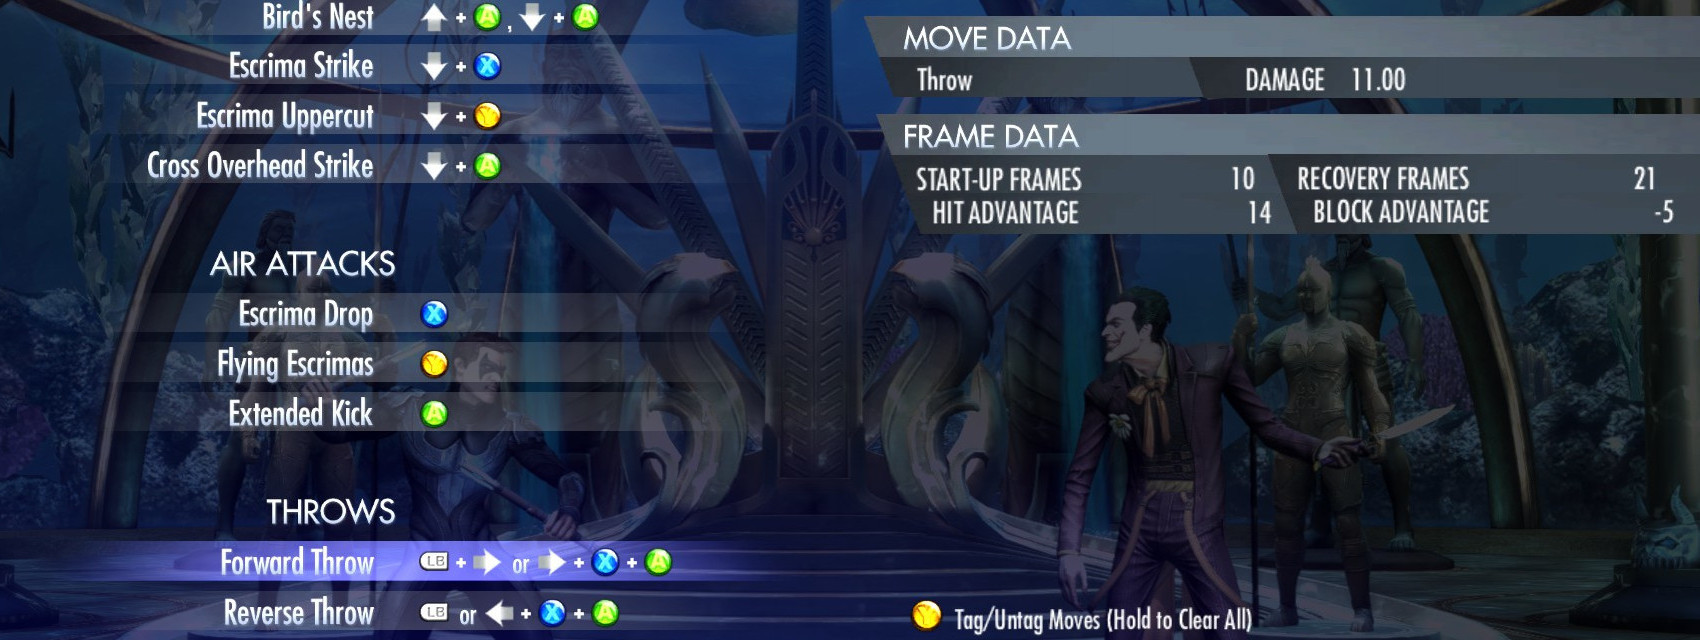 Bird's Nest + A , + A
Escrima Strike + X
Escrima Uppercut + Y
Cross Overhead Strike + A
AIR ATTACKS
Escrima Drop X
Flying Escrimas Y
Extended Kick A
THROWS
Forward Throw LB + or + X + A
Reverse Throw LB or + X + A
MOVE DATA
Throw DAMAGE 11.00
FRAME DATA
START-UP FRAMES 10 RECOVERY FRAMES 21
HIT ADVANTAGE 14 BLOCK ADVANTAGE -5
Y Tag/Untag Moves (Hold to Clear All)